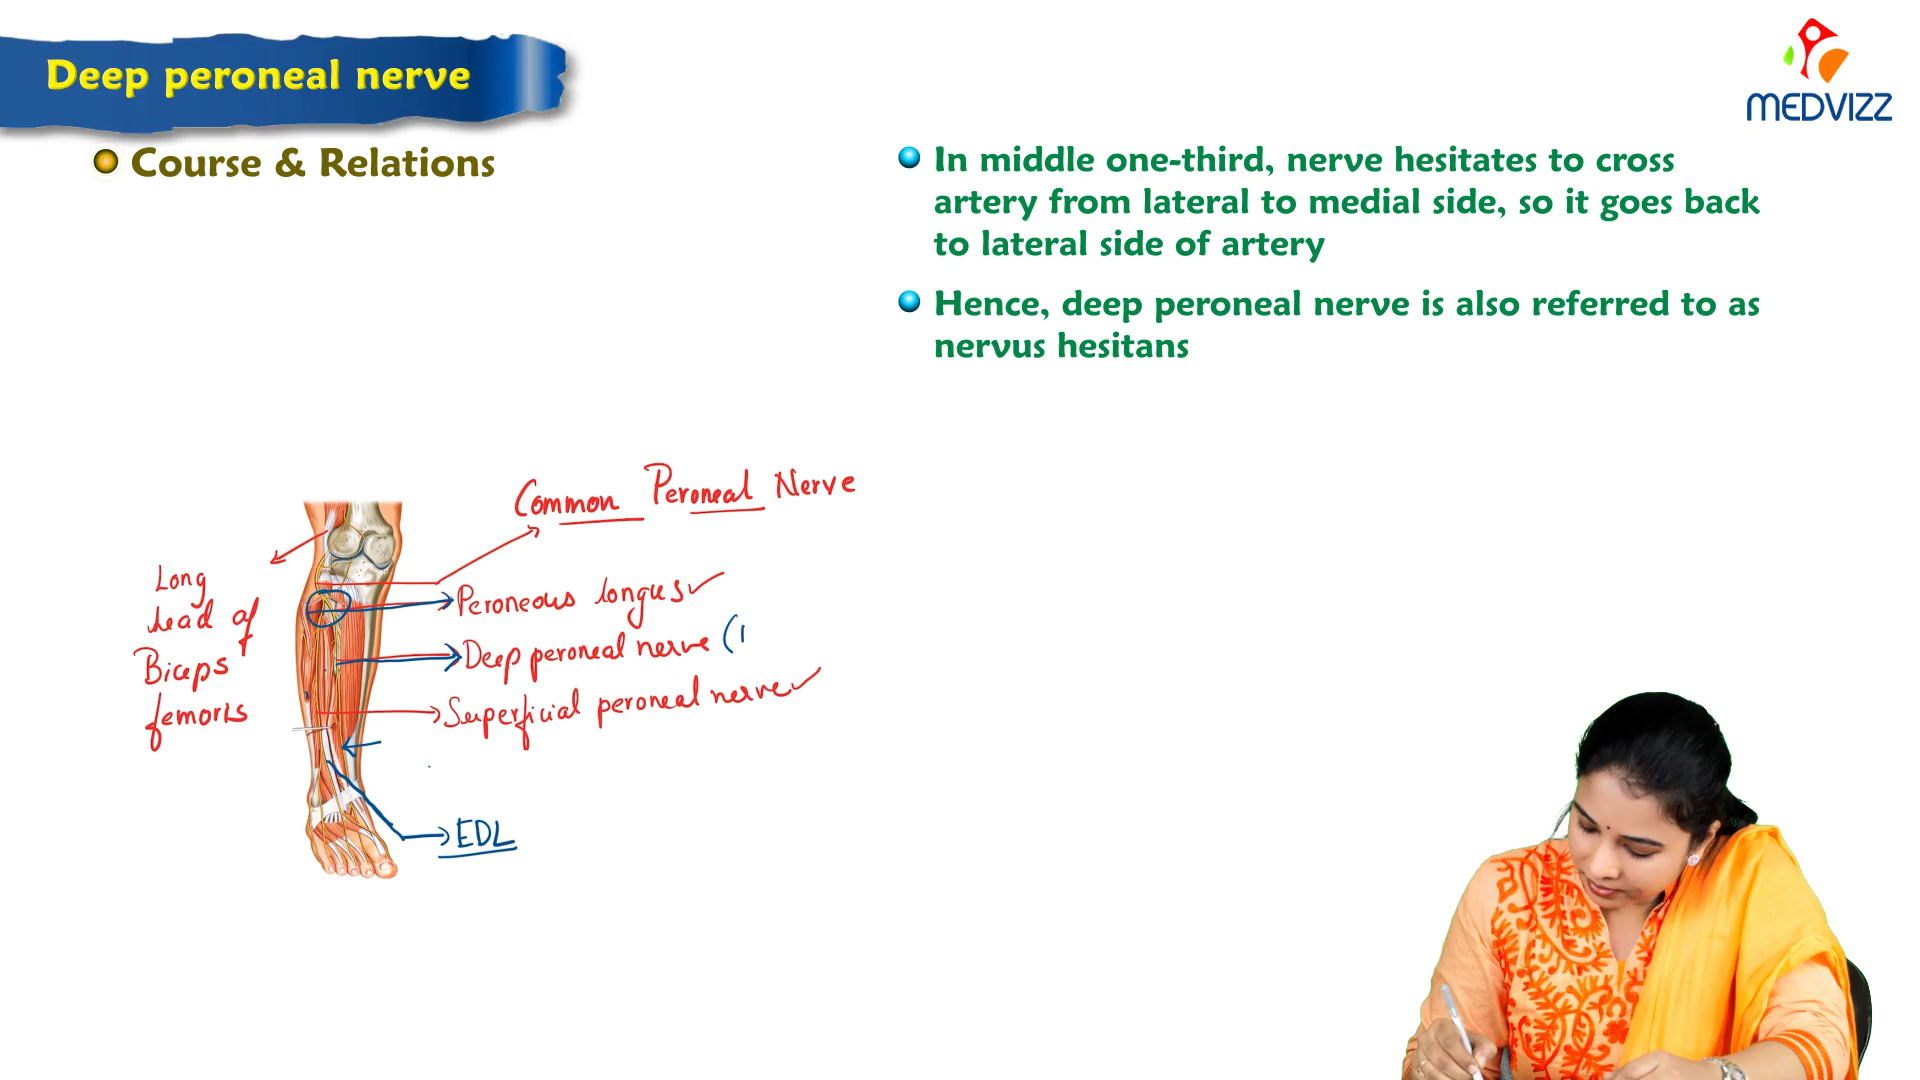 Deep peroneal nerve
MEDVIZZ
Course & Relations
In middle one-third, nerve hesitates to cross
artery from lateral to medial side, so it goes back
to lateral side of artery
Hence, deep peroneal nerve is also referred to as
nervus hesitans
Common Peroneal Nerve
Long
head of
Biceps
femoris
Peroneous longus
Deep peroneal nerve (
Superficial peroneal nerve
EDL